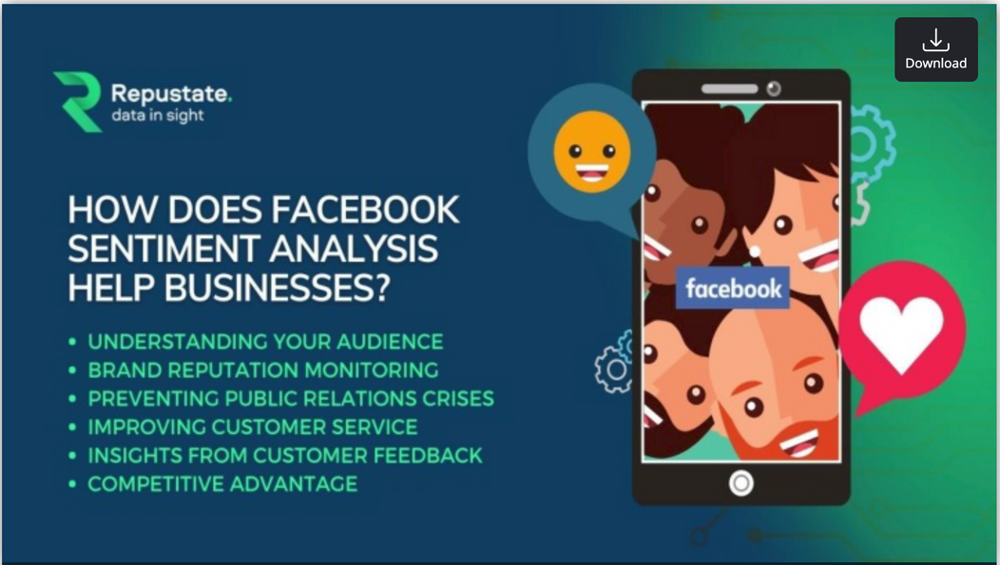 Download
Repustate.
data in sight
HOW DOES FACEBOOK
SENTIMENT ANALYSIS
HELP BUSINESSES?
• UNDERSTANDING YOUR AUDIENCE
• BRAND REPUTATION MONITORING
• PREVENTING PUBLIC RELATIONS CRISES
• IMPROVING CUSTOMER SERVICE
• INSIGHTS FROM CUSTOMER FEEDBACK
• COMPETITIVE ADVANTAGE
facebook